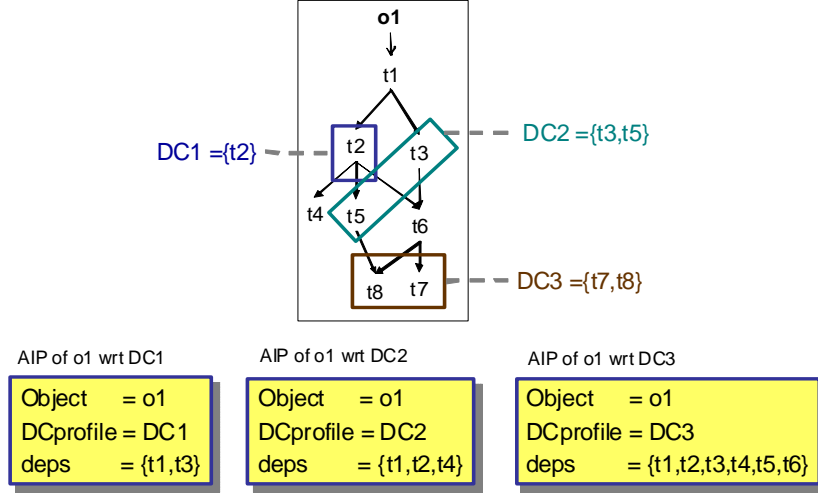 o1
t1
DC1 ={t2}
t2
t3
DC2 ={t3,t5}
t4
t5
t6
t8
t7
DC3 ={t7,t8}
AIP of o1 wrt DC1
Object = o1
DCprofile = DC1
deps = {t1,t3}
AIP of o1 wrt DC2
Object = o1
DCprofile = DC2
deps = {t1,t2,t4}
AIP of o1 wrt DC3
Object = o1
DCprofile = DC3
deps = {t1,t2,t3,t4,t5,t6}